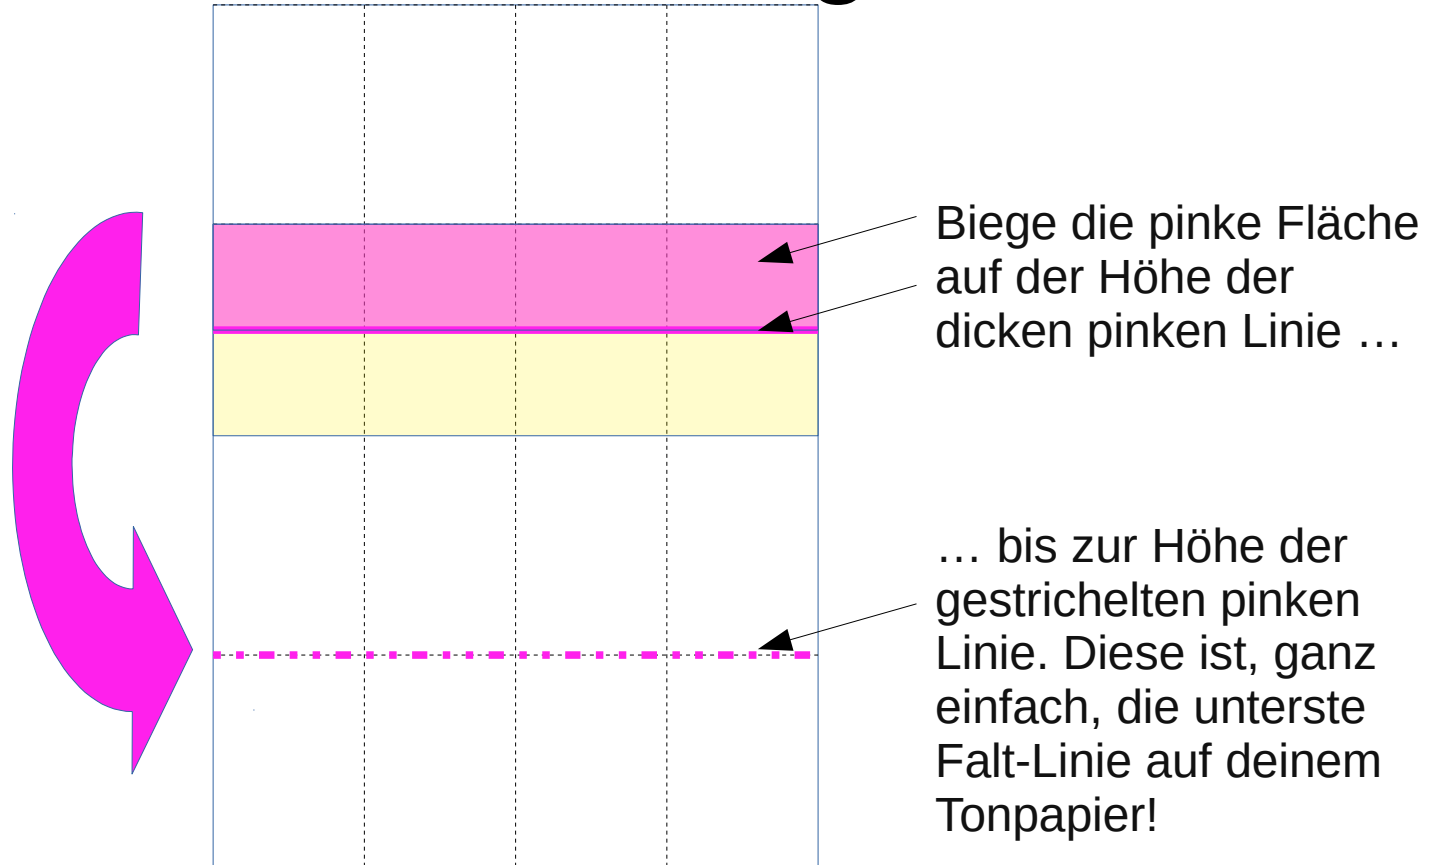 Biege die pinke Fläche
auf der Höhe der
dicken pinken Linie …
… bis zur Höhe der
gestrichelten pinken
Linie. Diese ist, ganz
einfach, die unterste
Falt-Linie auf deinem
Tonpapier!